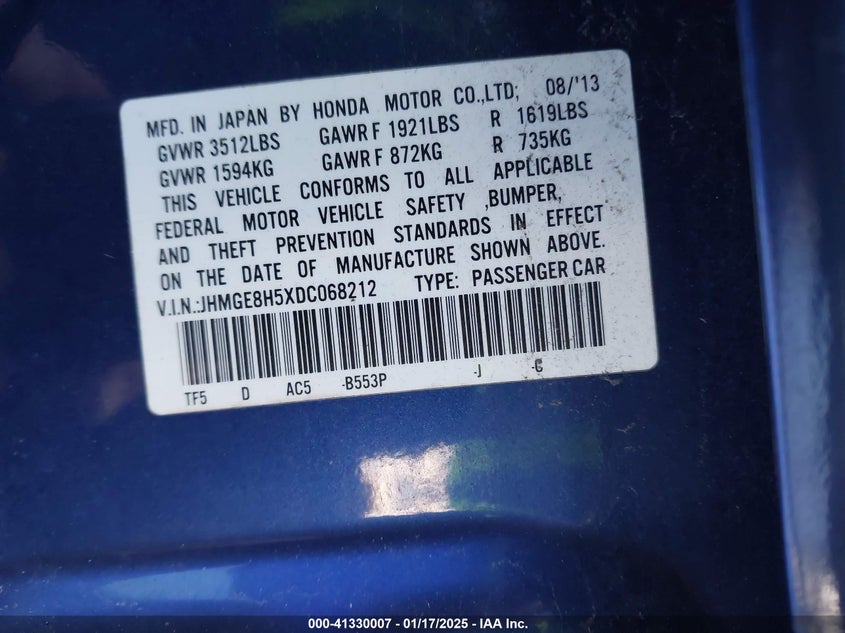 MFD. IN JAPAN BY HONDA MOTOR CO.,LTD; 08/'13
GVWR 3512LBS GAWR F 1921LBS R 1619LBS
GVWR 1594KG GAWR F 872KG R 735KG
THIS VEHICLE CONFORMS TO ALL APPLICABLE
FEDERAL MOTOR VEHICLE SAFETY ,BUMPER,
AND THEFT PREVENTION STANDARDS IN EFFECT
ON THE DATE OF MANUFACTURE SHOWN ABOVE.
V.I.N.:JHMGE8H5XDC068212 TYPE: PASSENGER CAR
TF5 D AC5 -B553P -J -C
000-41330007 - 01/17/2025 - IAA Inc.